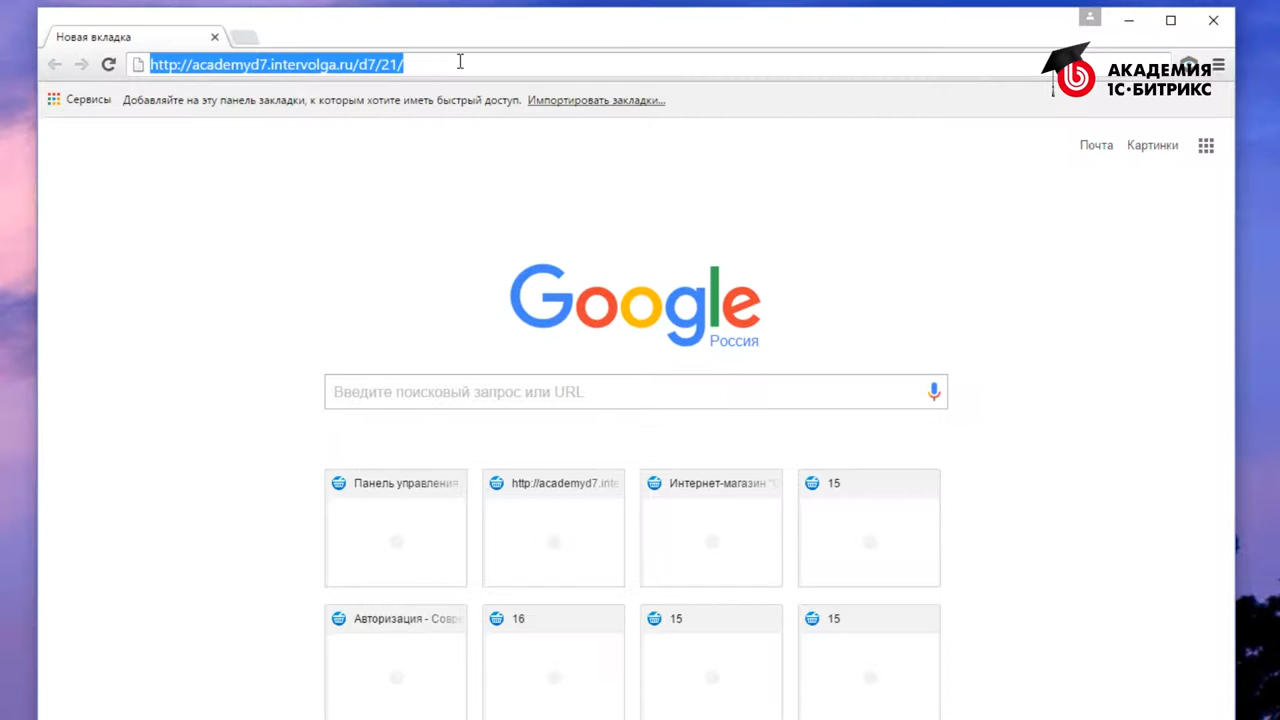 Новая вкладка
http://academyd7.intervolga.ru/d7/21/
АКАДЕМИЯ
1С·БИТРИКС
Сервисы Добавляйте на эту панель закладки, к которым хотите иметь быстрый доступ. Импортировать закладки...
Почта Картинки
Google
Россия
Введите поисковый запрос или URL
Панель управления http://academyd7.inte Интернет-магазин " 15
Авторизация - Совре 16 15 15